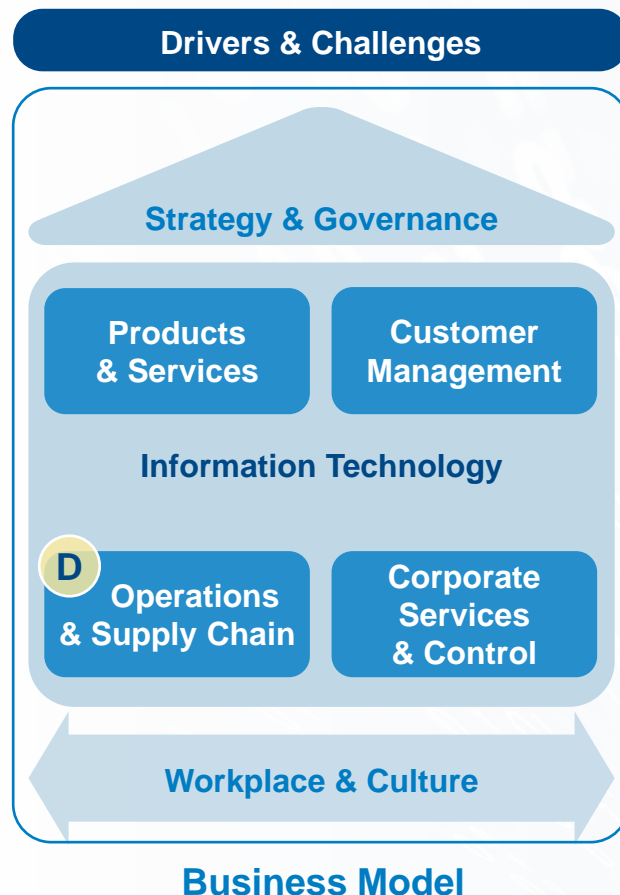 Drivers & Challenges
Strategy & Governance
Products
& Services
Customer
Management
Information Technology
D
Operations
& Supply Chain
Corporate
Services
& Control
Workplace & Culture
Business Model